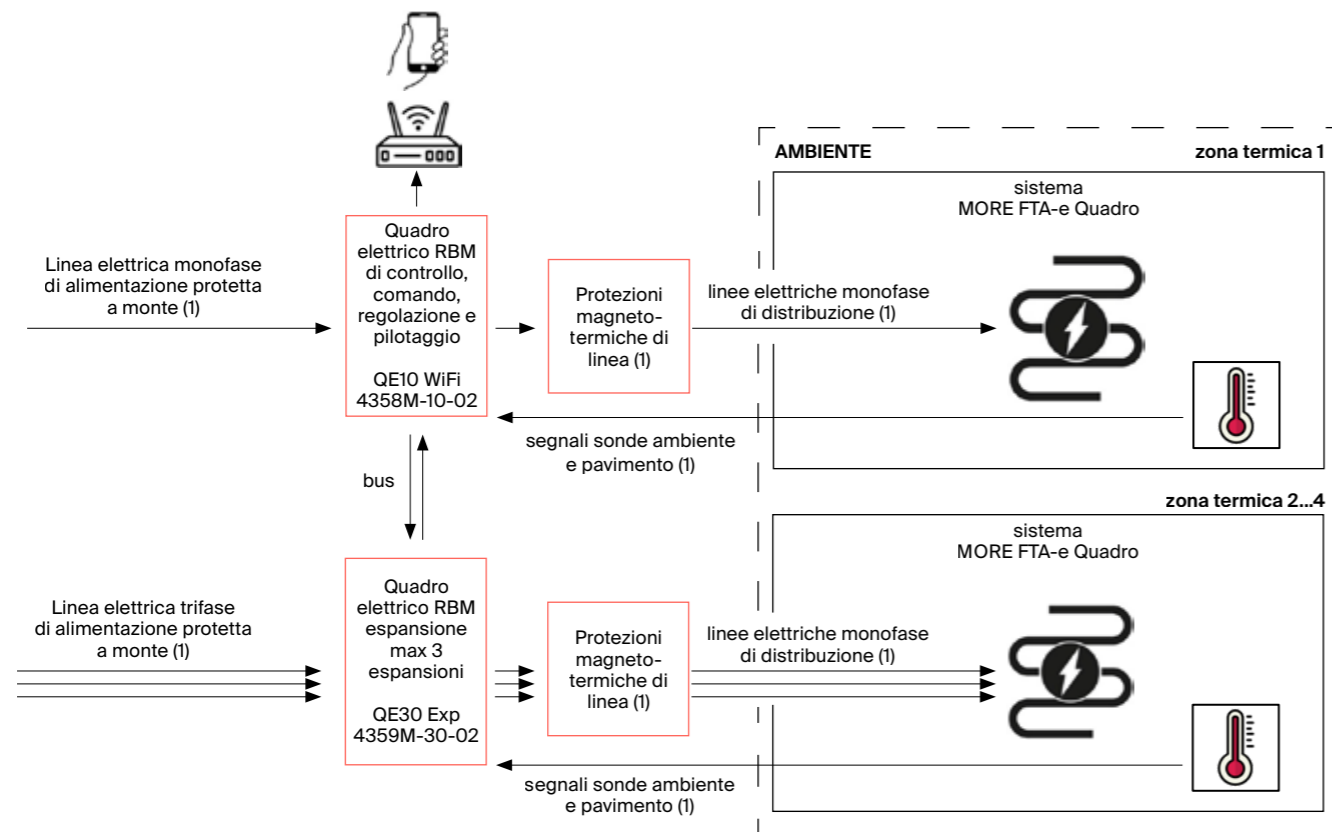 AMBIENTE
zona termica 1
sistema
MORE FTA-e Quadro
Linea elettrica monofase
di alimentazione protetta
a monte (1)
Quadro
elettrico RBM
di controllo,
comando,
regolazione e
pilotaggio
QE10 WiFi
4358M-10-02
Protezioni
magneto-
termiche di
linea (1)
linee elettriche monofase
di distribuzione (1)
segnali sonde ambiente
e pavimento (1)
bus
zona termica 2...4
sistema
MORE FTA-e Quadro
Linea elettrica trifase
di alimentazione protetta
a monte (1)
Quadro
elettrico RBM
espansione
max 3
espansioni
QE30 Exp
4359M-30-02
Protezioni
magneto-
termiche di
linea (1)
linee elettriche monofase
di distribuzione (1)
segnali sonde ambiente
e pavimento (1)